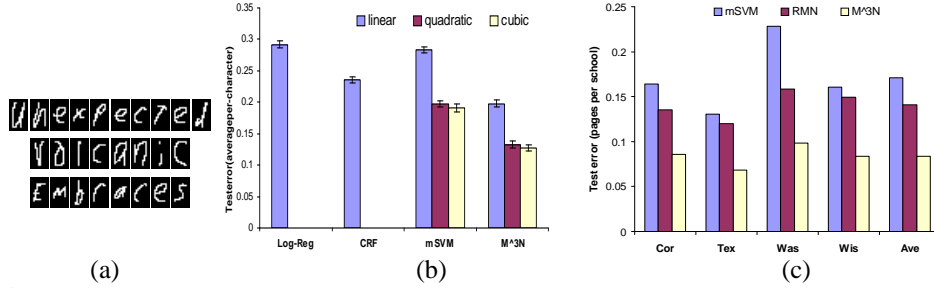 Unexpected
Volcanic
Embraces
(a)
linear quadratic cubic
Testerror(averageper-character)
0.35
0.3
0.25
0.2
0.15
0.1
0.05
0
Log-Reg CRF mSVM M^3N
(b)
mSVM RMN M^3N
Test error (pages per school)
0.25
0.2
0.15
0.1
0.05
0
Cor Tex Was Wis Ave
(c)